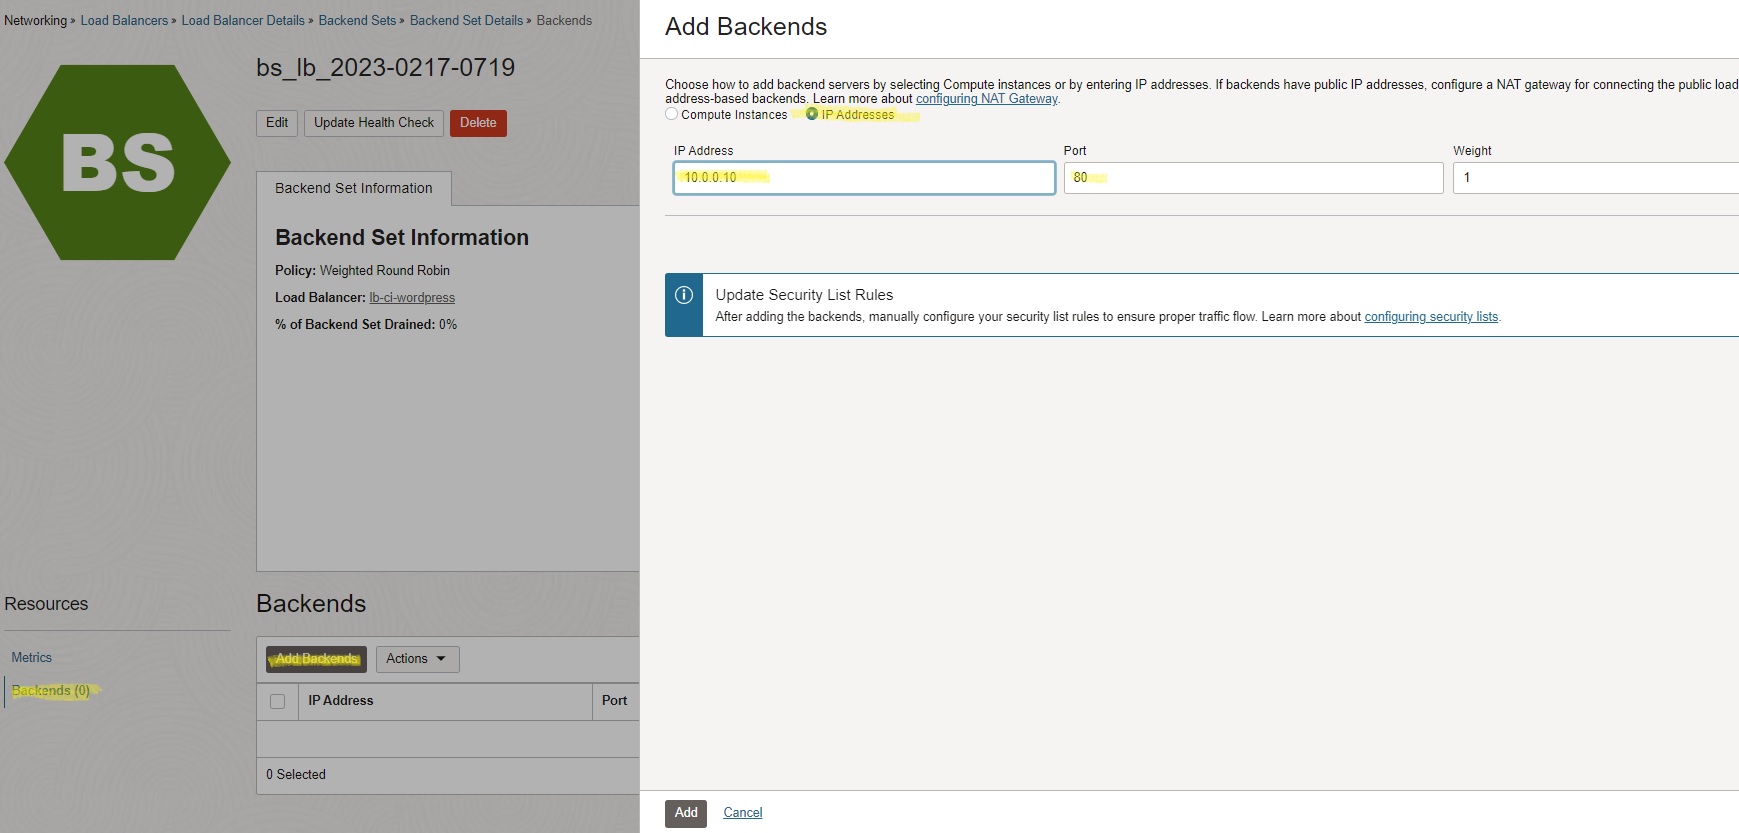 Networking » Load Balancers » Load Balancer Details » Backend Sets » Backend Set Details » Backends
BS
bs_lb_2023-0217-0719
Edit
Update Health Check
Delete
Backend Set Information
Backend Set Information
Policy: Weighted Round Robin
Load Balancer: lb-ci-wordpress
% of Backend Set Drained: 0%
Resources
Metrics
Backends (0)
Backends
Add Backends
Actions
IP Address
Port
0 Selected
Add Backends
Choose how to add backend servers by selecting Compute instances or by entering IP addresses. If backends have public IP addresses, configure a NAT gateway for connecting the public load
address-based backends. Learn more about configuring NAT Gateway.
Compute Instances
IP Addresses
IP Address
Port
Weight
10.0.0.10
80
1
Update Security List Rules
After adding the backends, manually configure your security list rules to ensure proper traffic flow. Learn more about configuring security lists.
Add
Cancel